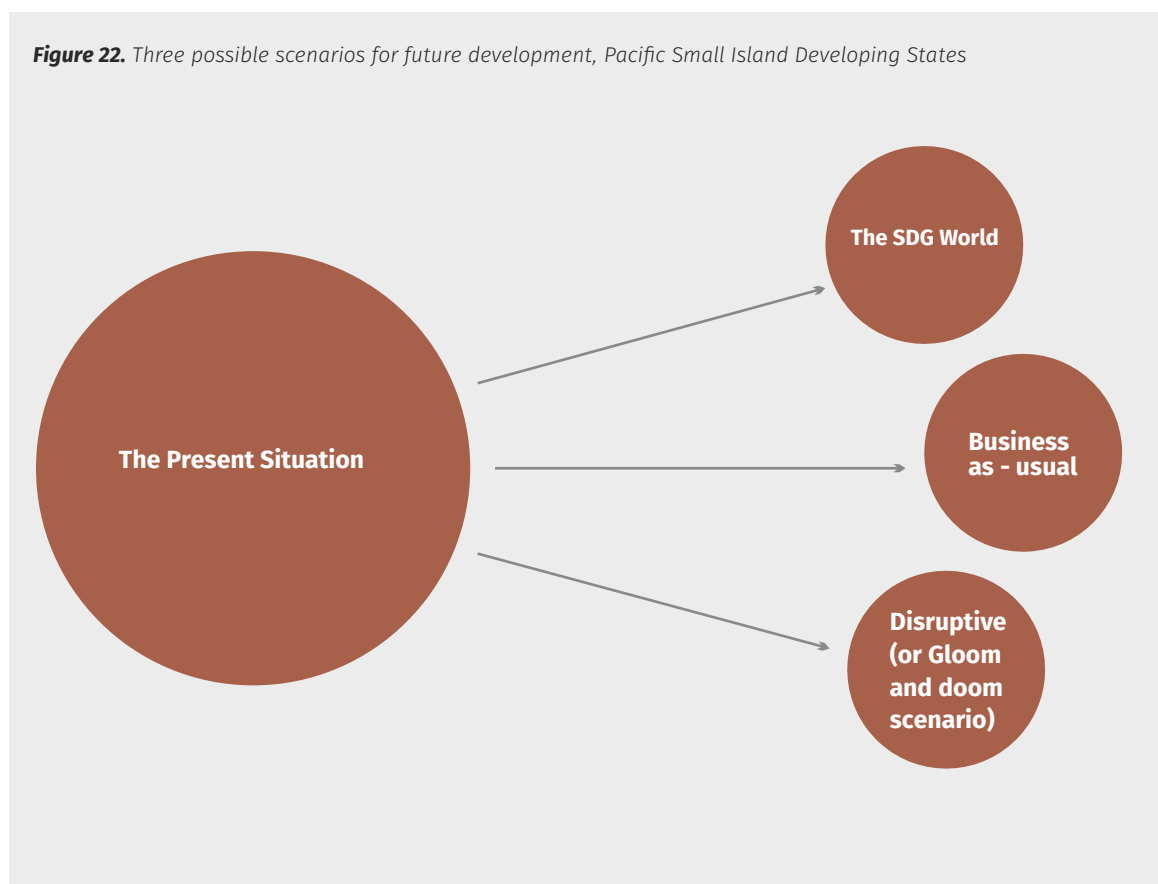 Figure 22. Three possible scenarios for future development, Pacific Small Island Developing States
The SDG World
The Present Situation
Business
as - usual
Disruptive
(or Gloom
and doom
scenario)